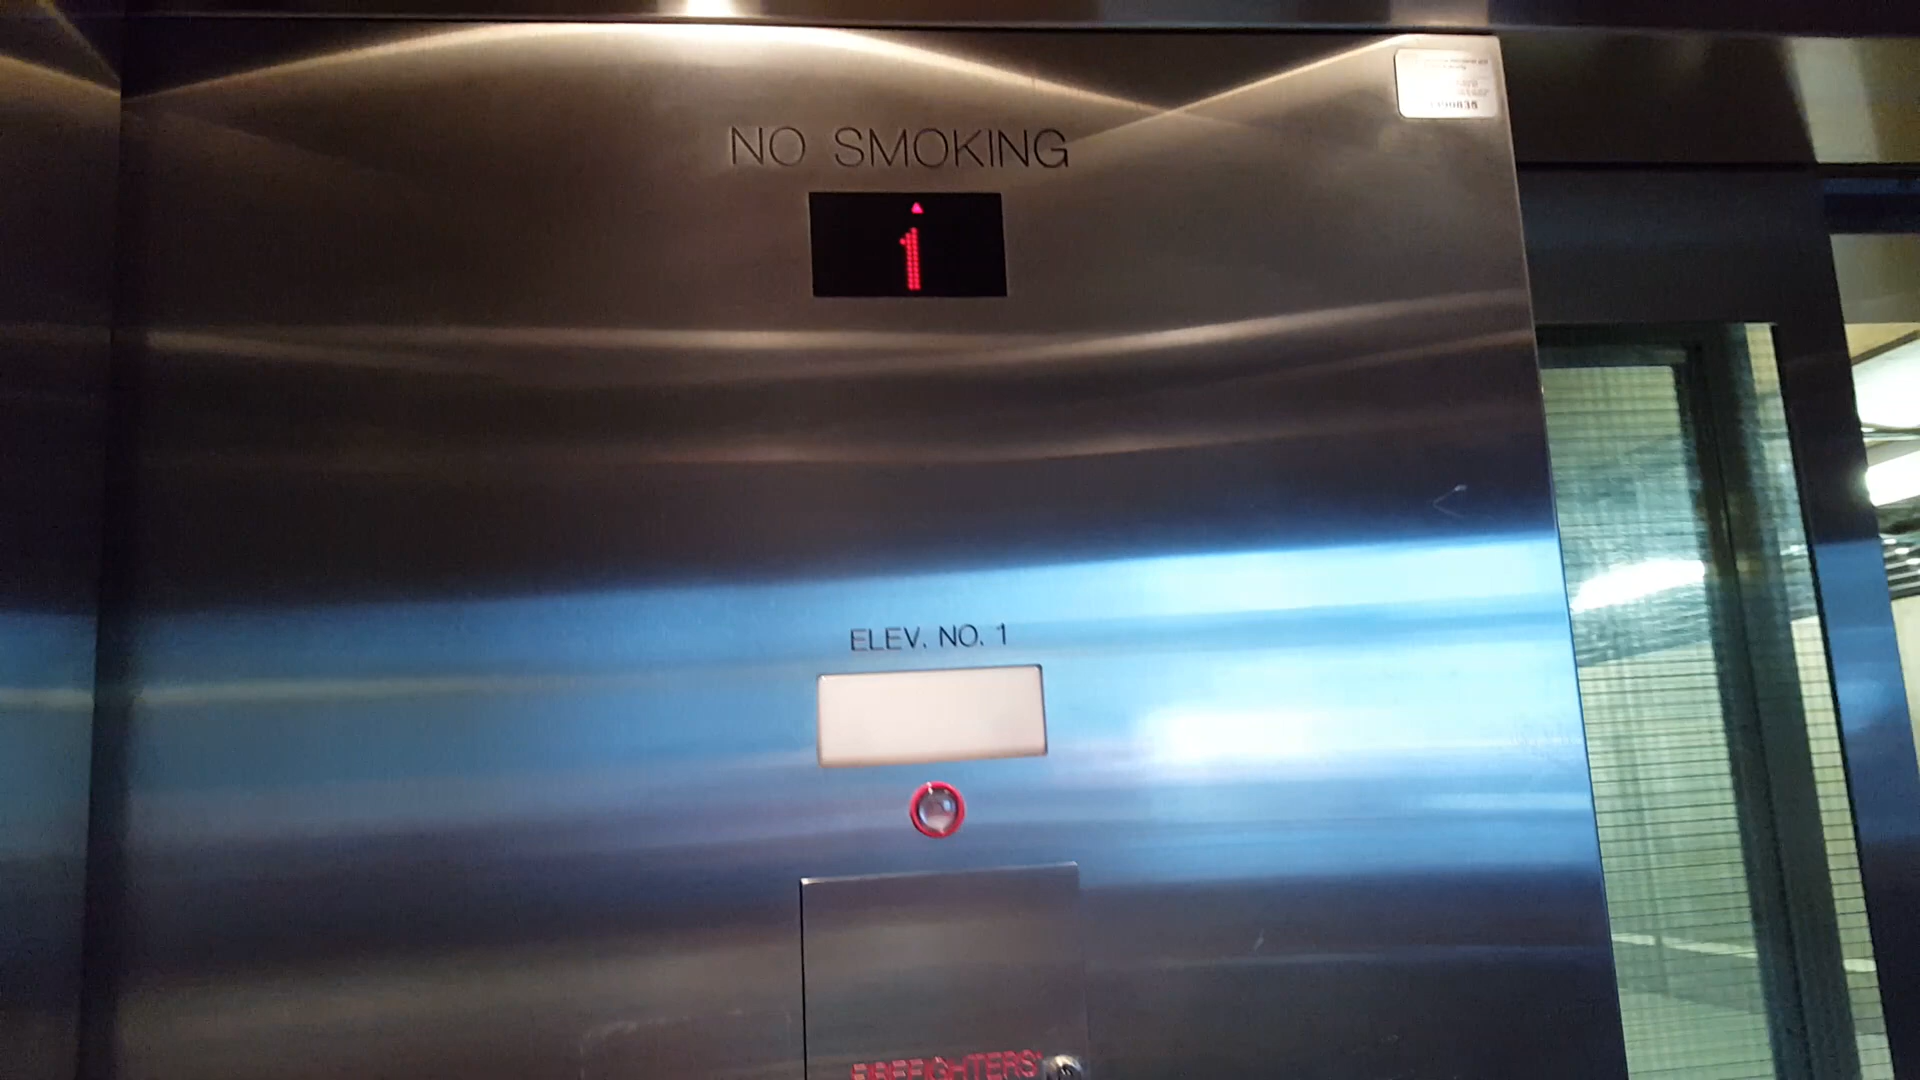 NO SMOKING
1
ELEV. NO. 1
FIREFIGHTERS'